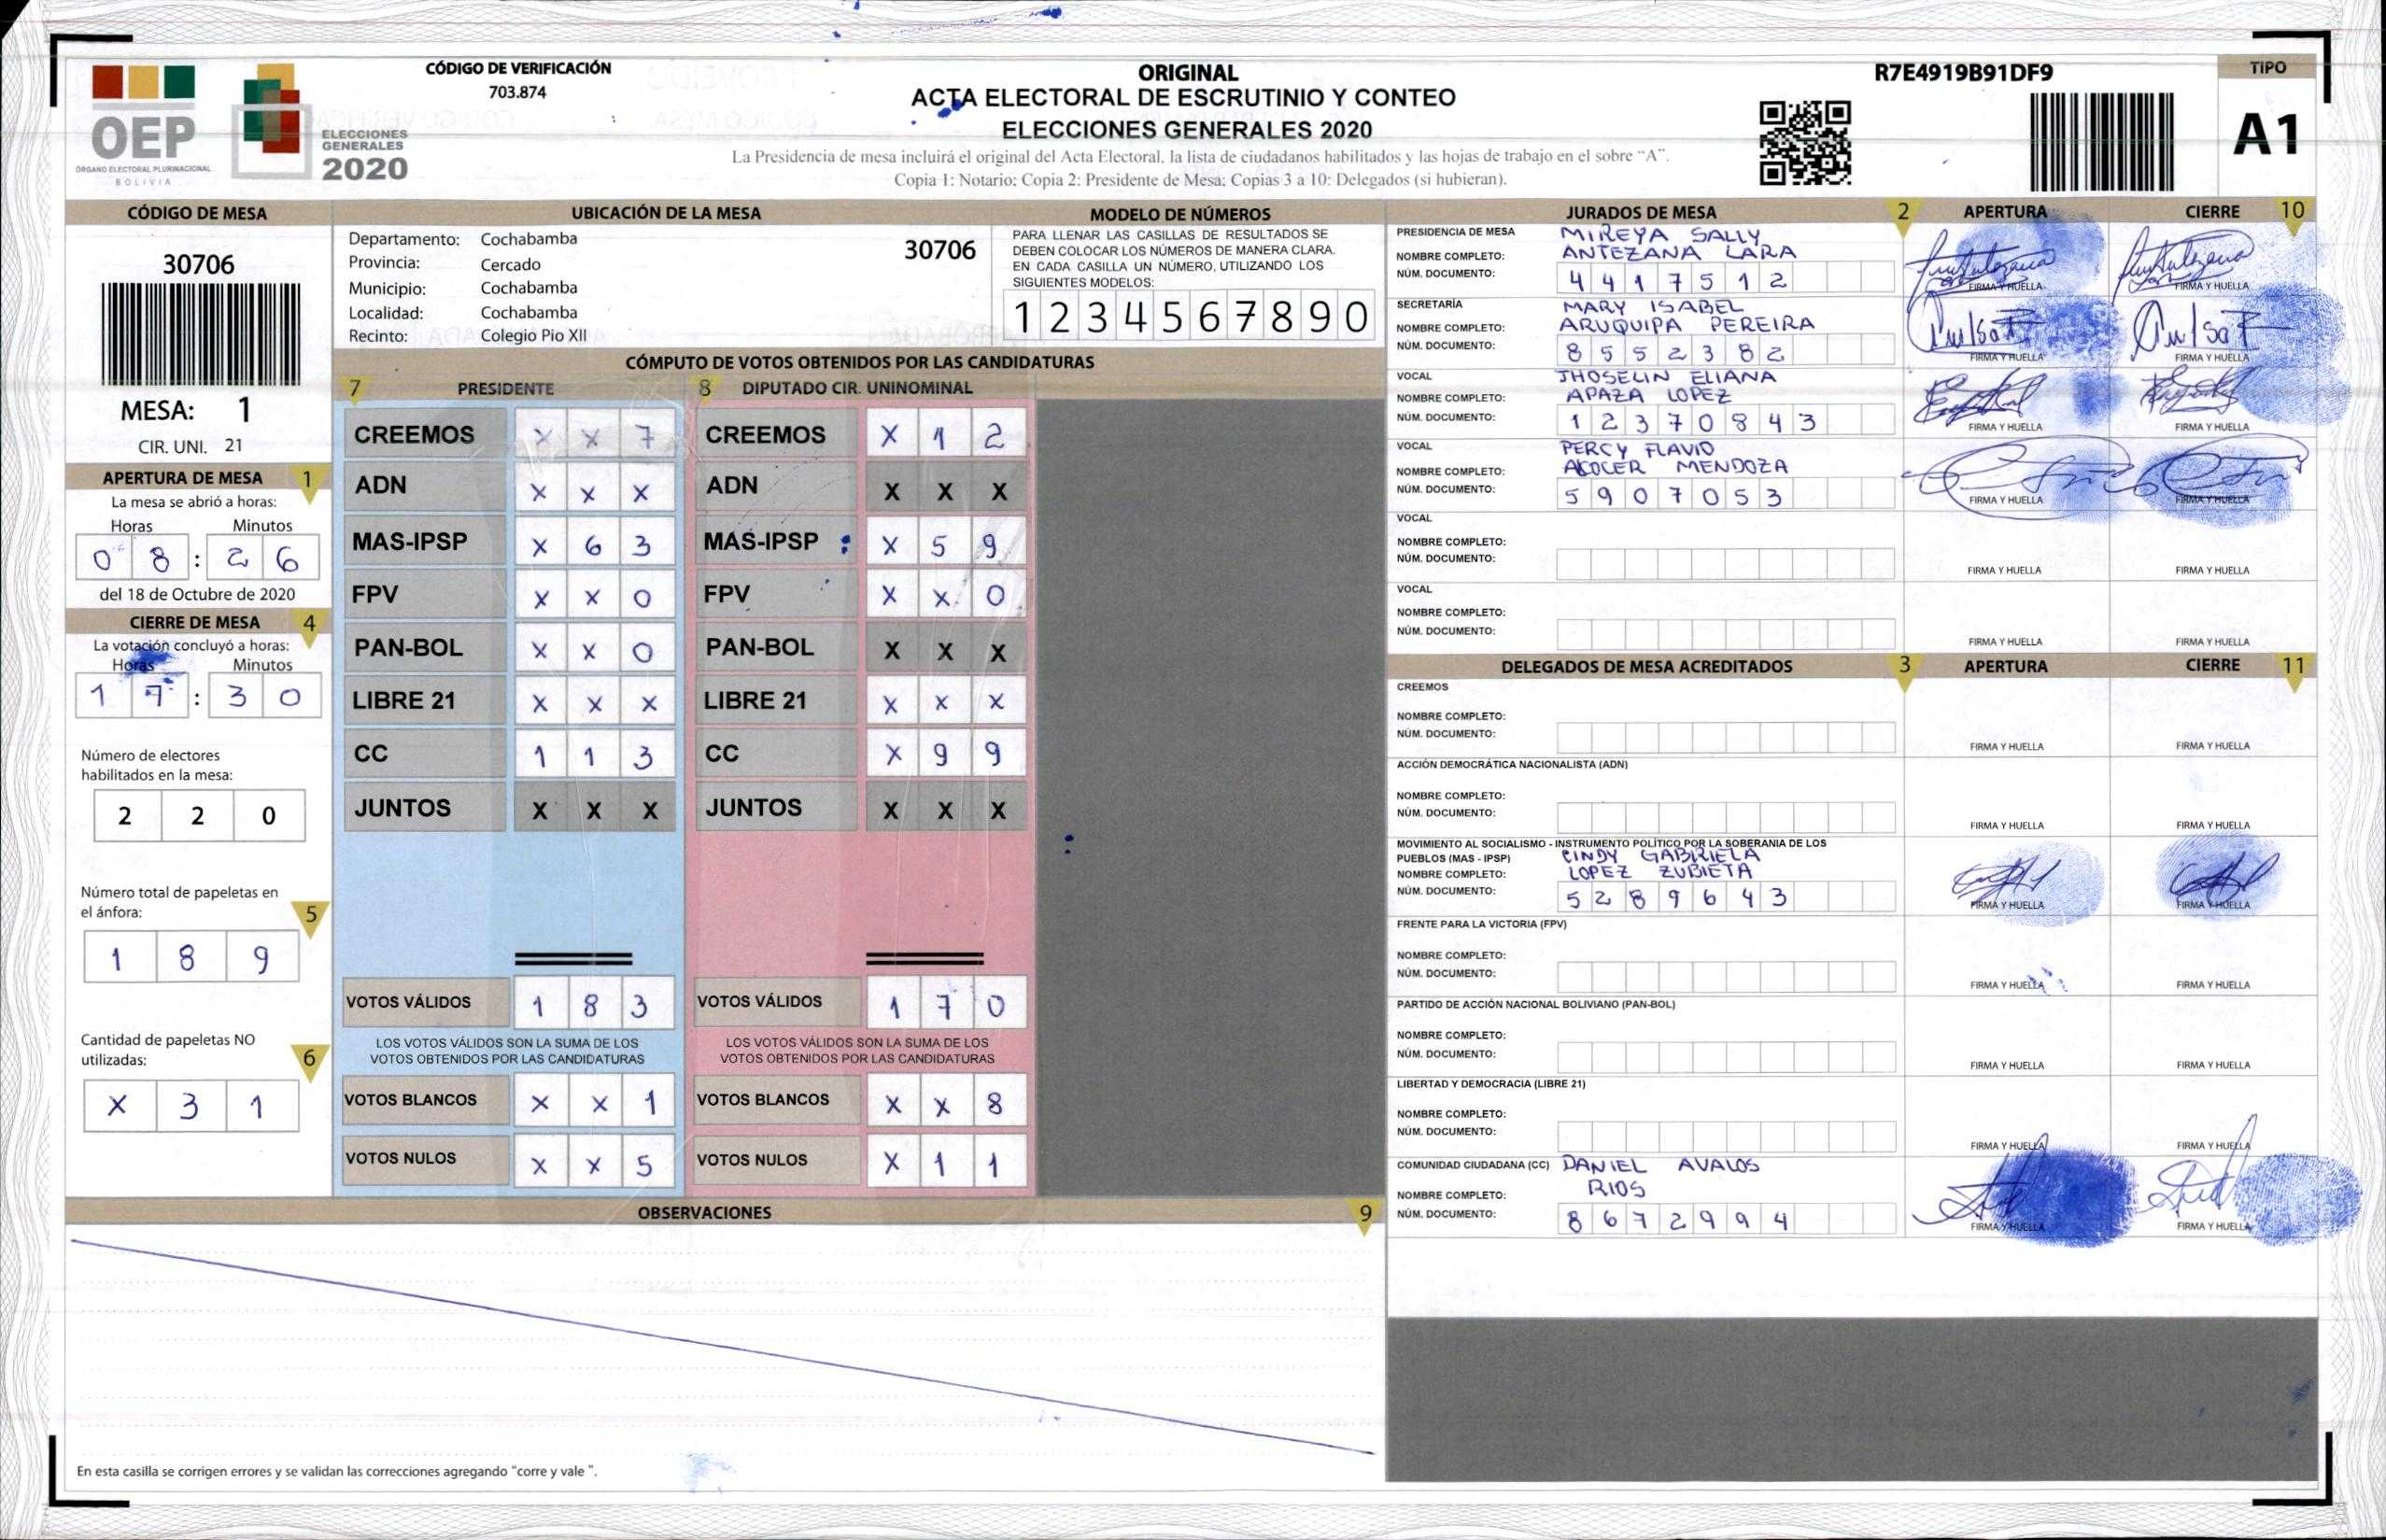 CÓDIGO DE VERIFICACIÓN
703.874
OEP
ÓRGANO ELECTORAL PLURINACIONAL
BOLIVIA
ELECCIONES
GENERALES
2020
ORIGINAL
ACTA ELECTORAL DE ESCRUTINIO Y CONTEO
ELECCIONES GENERALES 2020
La Presidencia de mesa incluirá el original del Acta Electoral, la lista de ciudadanos habilitados y las hojas de trabajo en el sobre "A".
Copia 1: Notario; Copia 2: Presidente de Mesa; Copias 3 a 10: Delegados (si hubieran).
R7E4919B91DF9
TIPO
A1
CÓDIGO DE MESA
30706
MESA: 1
CIR. UNI. 21
APERTURA DE MESA 1
La mesa se abrió a horas:
Horas Minutos
0 8 : 2 6
del 18 de Octubre de 2020
CIERRE DE MESA 4
La votación concluyó a horas:
Horas Minutos
1 7 : 3 0
Número de electores
habilitados en la mesa:
2 2 0
Número total de papeletas en
el ánfora: 5
1 8 9
Cantidad de papeletas NO
utilizadas: 6
X 3 1
UBICACIÓN DE LA MESA
Departamento: Cochabamba 30706
Provincia: Cercado
Municipio: Cochabamba
Localidad: Cochabamba
Recinto: Colegio Pio XII
MODELO DE NÚMEROS
PARA LLENAR LAS CASILLAS DE RESULTADOS SE
DEBEN COLOCAR LOS NÚMEROS DE MANERA CLARA.
EN CADA CASILLA UN NÚMERO, UTILIZANDO LOS
SIGUIENTES MODELOS:
1 2 3 4 5 6 7 8 9 0
CÓMPUTO DE VOTOS OBTENIDOS POR LAS CANDIDATURAS
7 PRESIDENTE 8 DIPUTADO CIR. UNINOMINAL
CREEMOS X X 7 CREEMOS X 1 2
ADN X X X ADN X X X
MAS-IPSP X 6 3 MAS-IPSP X 5 9
FPV X X 0 FPV X X 0
PAN-BOL X X 0 PAN-BOL X X X
LIBRE 21 X X X LIBRE 21 X X X
CC 1 1 3 CC X 9 9
JUNTOS X X X JUNTOS X X X
VOTOS VÁLIDOS 1 8 3 VOTOS VÁLIDOS 1 7 0
LOS VOTOS VÁLIDOS SON LA SUMA DE LOS LOS VOTOS VÁLIDOS SON LA SUMA DE LOS
VOTOS OBTENIDOS POR LAS CANDIDATURAS VOTOS OBTENIDOS POR LAS CANDIDATURAS
VOTOS BLANCOS X X 1 VOTOS BLANCOS X X 8
VOTOS NULOS X X 5 VOTOS NULOS X 1 1
OBSERVACIONES 9
En esta casilla se corrigen errores y se validan las correcciones agregando "corre y vale ".
JURADOS DE MESA 2 APERTURA CIERRE 10
PRESIDENCIA DE MESA MIREYA SALLY
NOMBRE COMPLETO: ANTEZANA LARA
NÚM. DOCUMENTO: 4 4 1 7 5 1 2
FIRMA Y HUELLA FIRMA Y HUELLA
SECRETARÍA MARY ISABEL
NOMBRE COMPLETO: ARUQUIPA PEREIRA
NÚM. DOCUMENTO: 8 5 5 2 3 8 2
FIRMA Y HUELLA FIRMA Y HUELLA
VOCAL JHOSELIN ELIANA
NOMBRE COMPLETO: APAZA LOPEZ
NÚM. DOCUMENTO: 1 2 3 7 0 8 4 3
FIRMA Y HUELLA FIRMA Y HUELLA
VOCAL PERCY FLAVIO
NOMBRE COMPLETO: ALCOCER MENDOZA
NÚM. DOCUMENTO: 5 9 0 7 0 5 3
FIRMA Y HUELLA FIRMA Y HUELLA
VOCAL
NOMBRE COMPLETO:
NÚM. DOCUMENTO:
FIRMA Y HUELLA FIRMA Y HUELLA
VOCAL
NOMBRE COMPLETO:
NÚM. DOCUMENTO:
FIRMA Y HUELLA FIRMA Y HUELLA
DELEGADOS DE MESA ACREDITADOS 3 APERTURA CIERRE 11
CREEMOS
NOMBRE COMPLETO:
NÚM. DOCUMENTO:
FIRMA Y HUELLA FIRMA Y HUELLA
ACCIÓN DEMOCRÁTICA NACIONALISTA (ADN)
NOMBRE COMPLETO:
NÚM. DOCUMENTO:
FIRMA Y HUELLA FIRMA Y HUELLA
MOVIMIENTO AL SOCIALISMO - INSTRUMENTO POLÍTICO POR LA SOBERANIA DE LOS
PUEBLOS (MAS - IPSP) CINDY GABRIELA
NOMBRE COMPLETO: LOPEZ ZUBIETA
NÚM. DOCUMENTO: 5 2 8 9 6 4 3
FIRMA Y HUELLA FIRMA Y HUELLA
FRENTE PARA LA VICTORIA (FPV)
NOMBRE COMPLETO:
NÚM. DOCUMENTO:
FIRMA Y HUELLA FIRMA Y HUELLA
PARTIDO DE ACCIÓN NACIONAL BOLIVIANO (PAN-BOL)
NOMBRE COMPLETO:
NÚM. DOCUMENTO:
FIRMA Y HUELLA FIRMA Y HUELLA
LIBERTAD Y DEMOCRACIA (LIBRE 21)
NOMBRE COMPLETO:
NÚM. DOCUMENTO:
FIRMA Y HUELLA FIRMA Y HUELLA
COMUNIDAD CIUDADANA (CC) DANIEL AVALOS
NOMBRE COMPLETO: RIOS
NÚM. DOCUMENTO: 8 6 7 2 9 9 4
FIRMA Y HUELLA FIRMA Y HUELLA